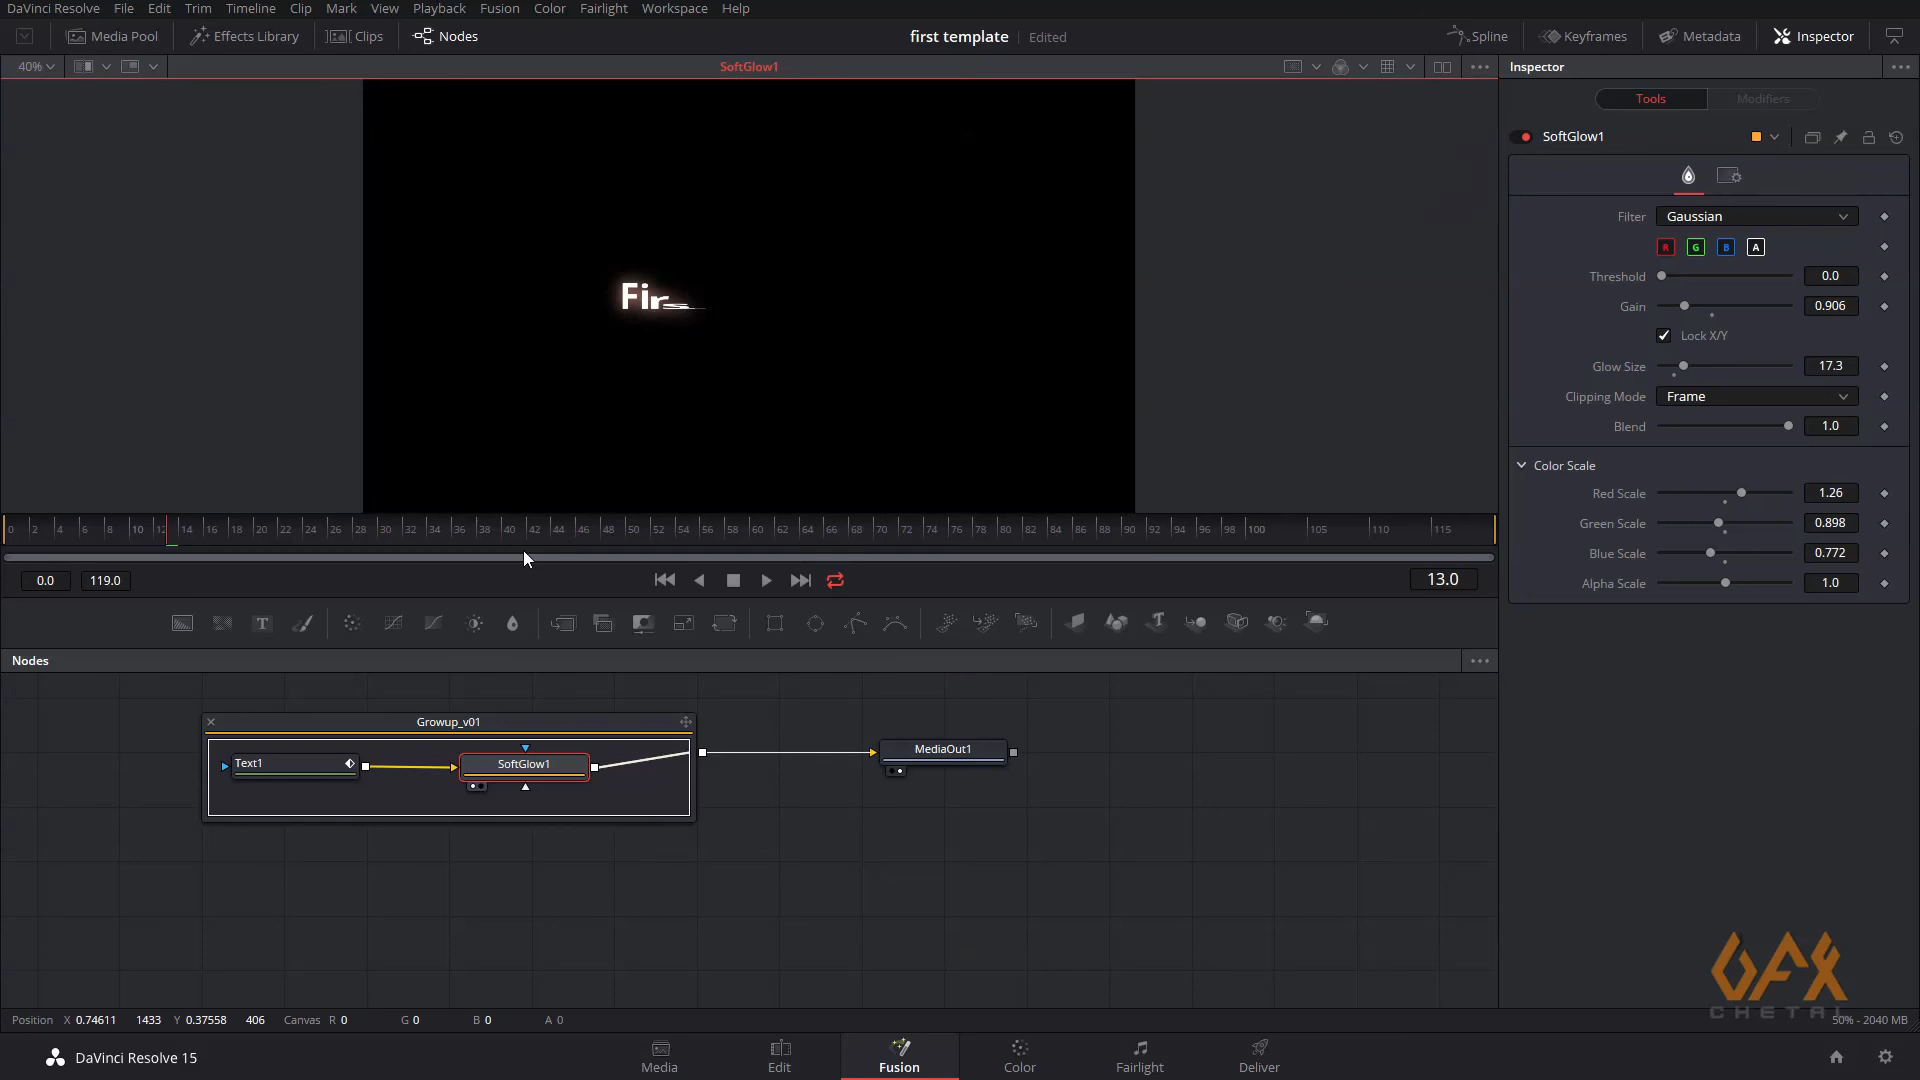 DaVinci Resolve File Edit Trim Timeline Clip Mark View Playback Fusion Color Fairlight Workspace Help
Media Pool Effects Library Clips Nodes first template Edited Spline Keyframes Metadata Inspector
40% SoftGlow1 Inspector
Tools Modifiers
SoftGlow1
Filter Gaussian
R G B A
Threshold 0.0
Gain 0.906
Lock X/Y
Glow Size 17.3
Clipping Mode Frame
Blend 1.0
Color Scale
Red Scale 1.26
Green Scale 0.898
Blue Scale 0.772
Alpha Scale 1.0
Firs
0 2 4 6 8 10 12 14 16 18 20 22 24 26 28 30 32 34 36 38 40 42 44 46 48 50 52 54 56 58 60 62 64 66 68 70 72 74 76 78 80 82 84 86 88 90 92 94 96 98 100 105 110 115
0.0 119.0 13.0
T T
Nodes
Growup_v01
Text1 SoftGlow1 MediaOut1
GFX
CHETAI
Position X 0.74611 1433 Y 0.37558 406 Canvas R 0 G 0 B 0 A 0 50% - 2040 MB
DaVinci Resolve 15 Media Edit Fusion Color Fairlight Deliver